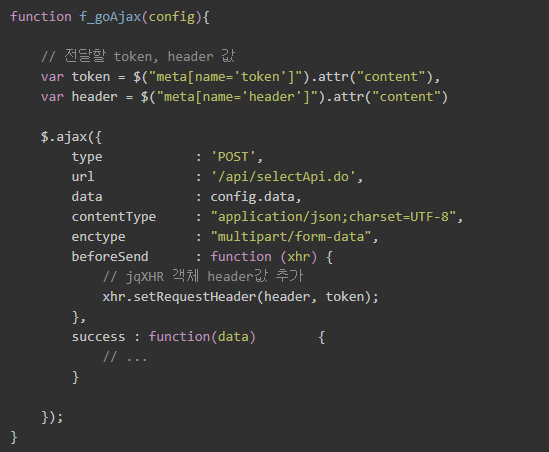 function f_goAjax(config){
// 전달할 token, header 값
var token = $("meta[name='token']").attr("content"),
var header = $("meta[name='header']").attr("content")
$.ajax({
type : 'POST',
url : '/api/selectApi.do',
data : config.data,
contentType : "application/json;charset=UTF-8",
enctype : "multipart/form-data",
beforeSend : function (xhr) {
// jqXHR 객체 header값 추가
xhr.setRequestHeader(header, token);
},
success : function(data) {
// ...
}
});
}